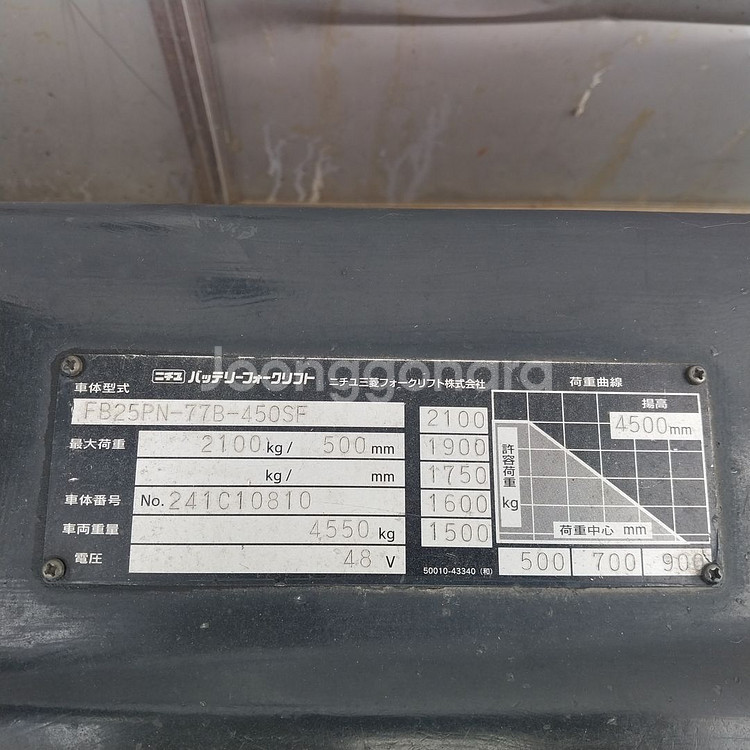 ニチユ バッテリーフォークリフト ニチユ三菱フォークリフト株式会社
車体型式 FB25PN-77B-450SF
最大荷重 2100 kg/ 500 mm
kg/ mm
車体番号 No. 241C10810
車両重量 4550 kg
電圧 48 V
2100
1900
1750
1600
1500
50010-43340 (和)
荷重曲線
揚高
4500mm
許容荷重 kg
荷重中心 mm
500 700 900
Joonggonara